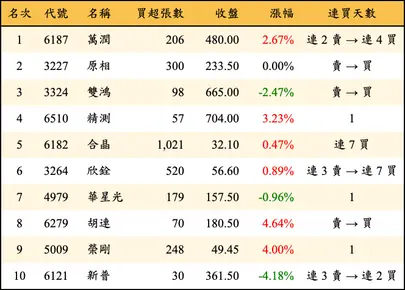 名次 代號 名稱 買超張數 收盤 漲幅 連買天數
1 6187 萬潤 206 480.00 2.67% 連 2 賣 → 連 4 買
2 3227 原相 300 233.50 0.00% 賣 → 買
3 3324 雙鴻 98 665.00 -2.47% 賣 → 買
4 6510 精測 57 704.00 3.23% 1
5 6182 合晶 1,021 32.10 0.47% 連 7 買
6 3264 欣銓 520 56.60 0.89% 連 3 賣 → 連 7 買
7 4979 華星光 179 157.50 -0.96% 1
8 6279 胡連 70 180.50 4.64% 賣 → 買
9 5009 榮剛 248 49.45 4.00% 1
10 6121 新普 30 361.50 -4.18% 連 3 賣 → 連 2 買